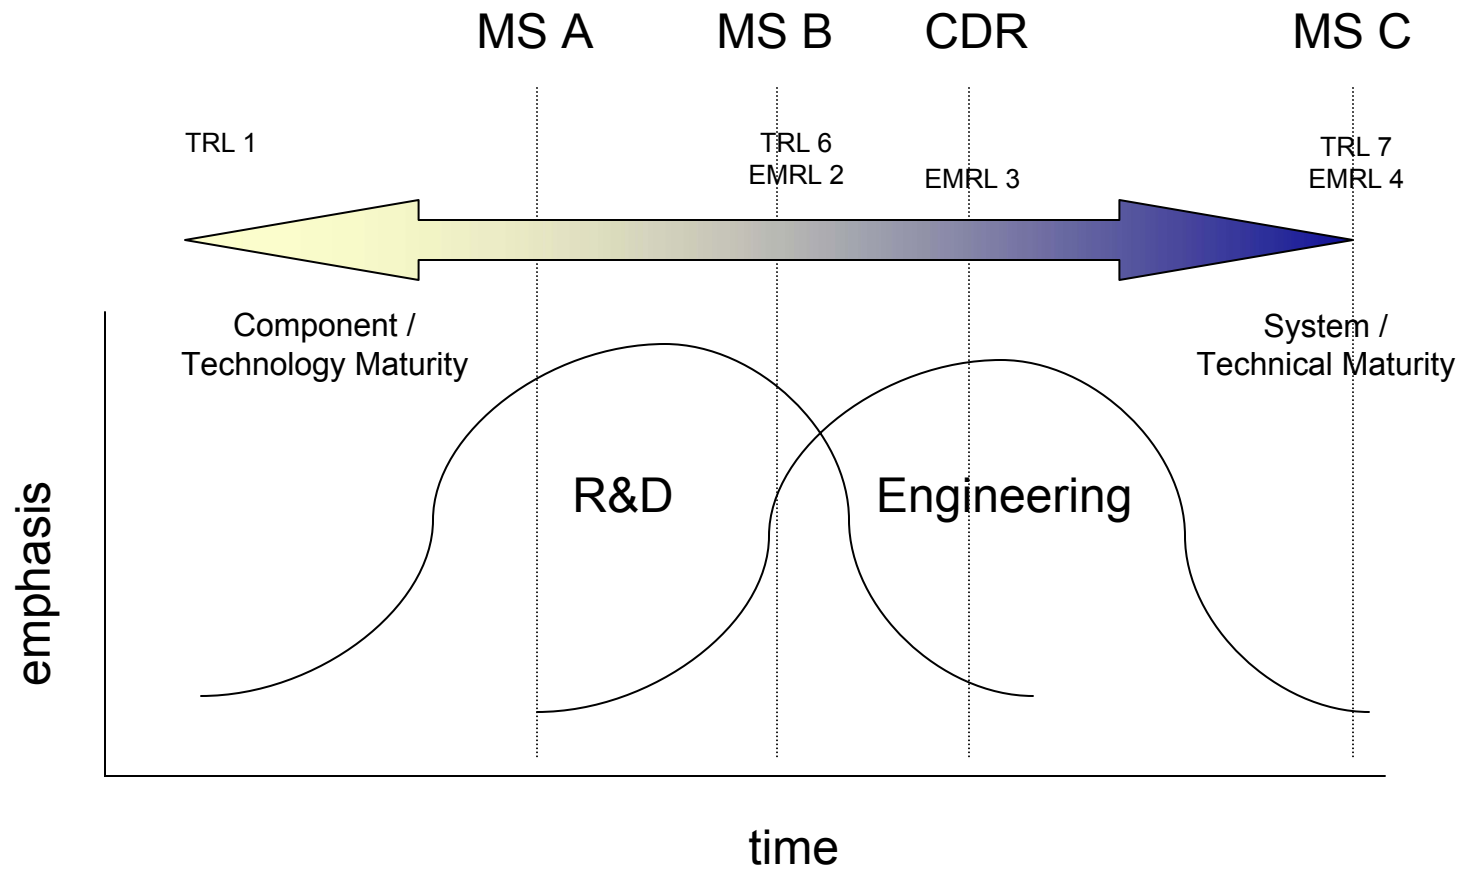 MS A
MS B
CDR
MS C
TRL 1
TRL 6
EMRL 2
EMRL 3
TRL 7
EMRL 4
Component /
Technology Maturity
System /
Technical Maturity
R&D
Engineering
emphasis
time